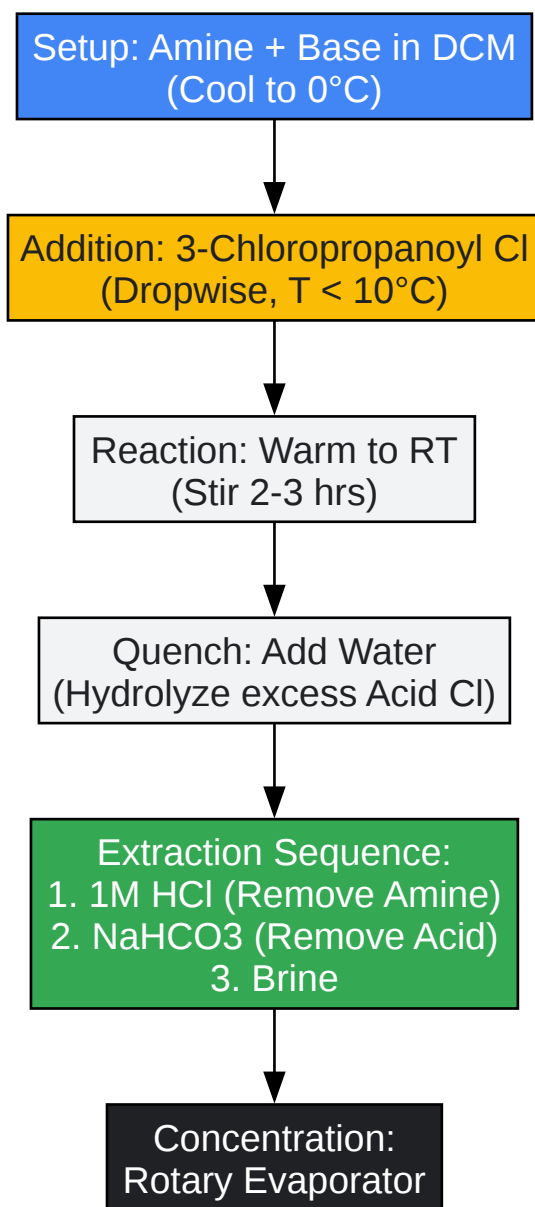 Setup: Amine + Base in DCM
(Cool to 0°C)
Addition: 3-Chloropropanoyl Cl
(Dropwise, T < 10°C)
Reaction: Warm to RT
(Stir 2-3 hrs)
Quench: Add Water
(Hydrolyze excess Acid Cl)
Extraction Sequence:
1. 1M HCl (Remove Amine)
2. NaHCO3 (Remove Acid)
3. Brine
Concentration:
Rotary Evaporator